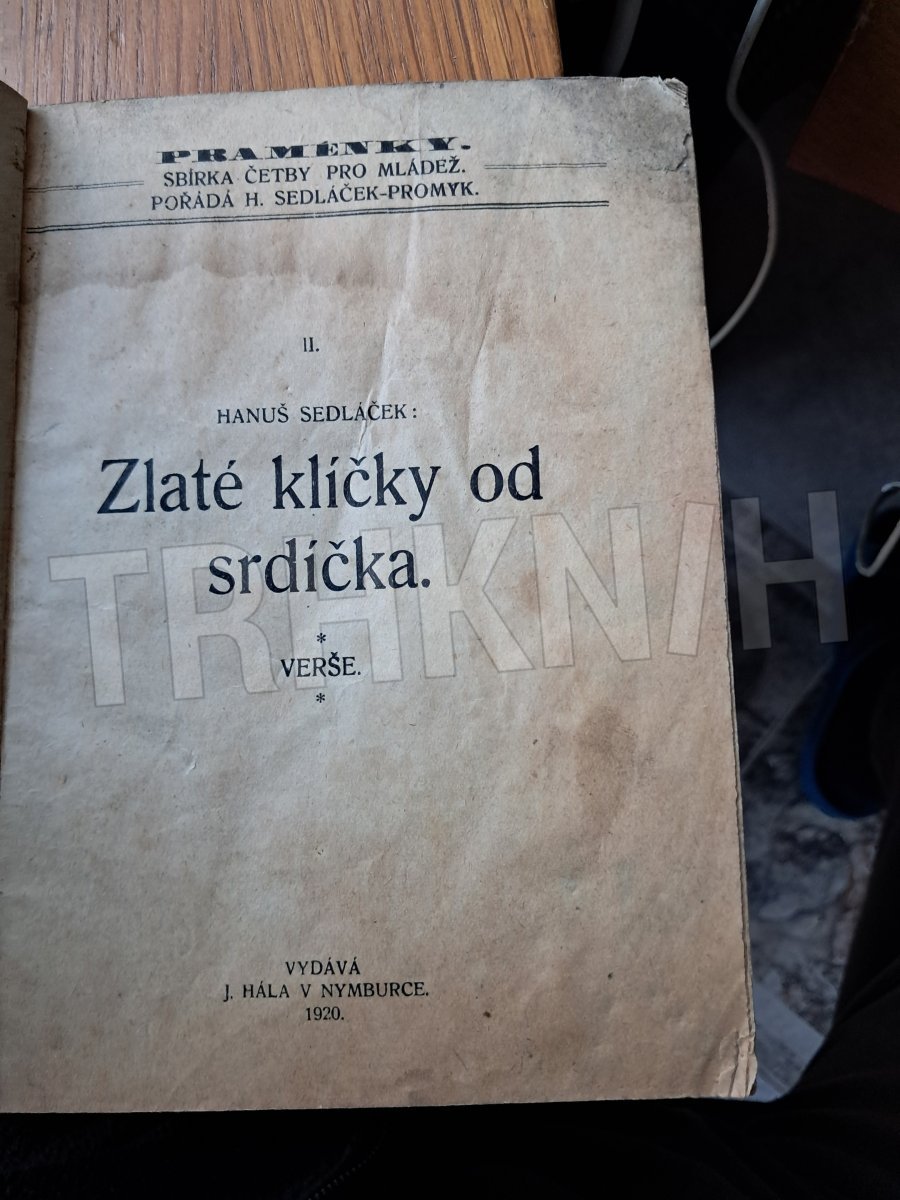 PRAMÉNKY.
SBÍRKA ČETBY PRO MLÁDEŽ.
POŘÁDÁ H. SEDLÁČEK-PROMYK.
II.
HANUŠ SEDLÁČEK:
Zlaté klíčky od
srdíčka.
*
VERŠE.
*
TRHKNIH
VYDÁVÁ
J. HÁLA V NYMBURCE.
1920.